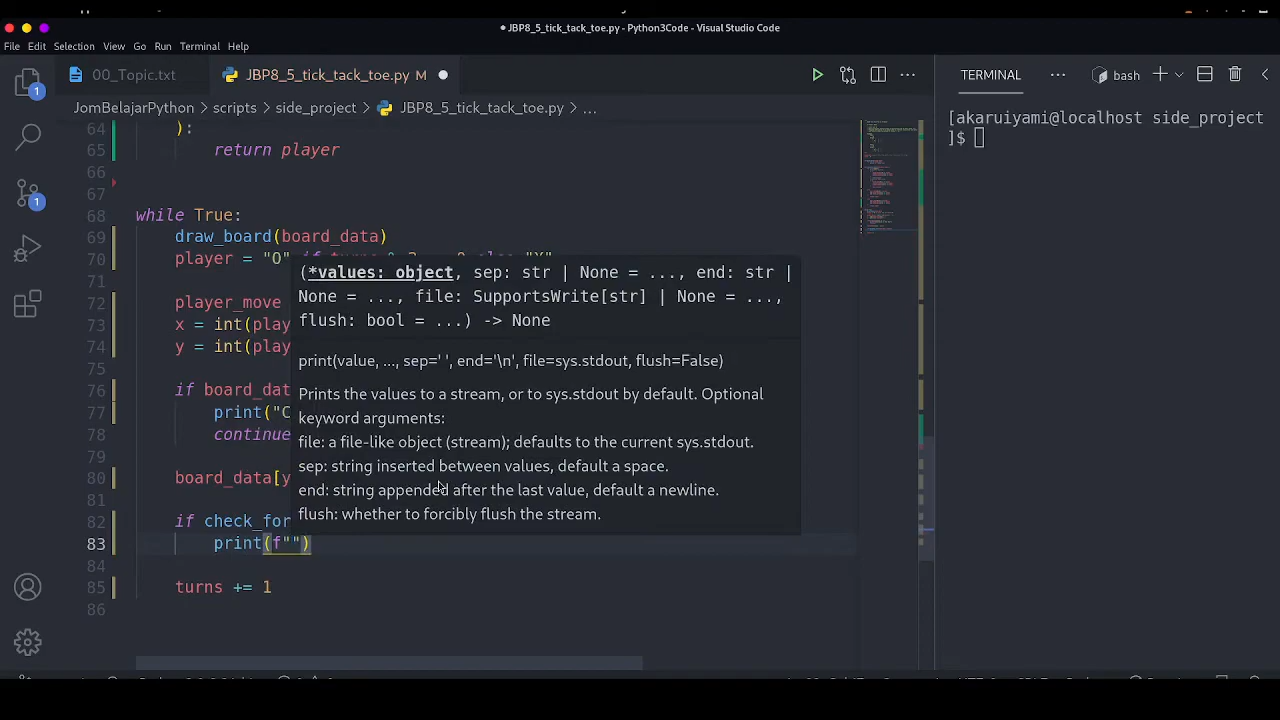 JBP8_5_tick_tack_toe.py - Python3Code - Visual Studio Code
File Edit Selection View Go Run Terminal Help
00_Topic.txt JBP8_5_tick_tack_toe.py M TERMINAL bash
JomBelajarPython scripts side_project JBP8_5_tick_tack_toe.py ...
[akaruiyami@localhost side_project
]$
1
1
64 ):
65 return player
66
67
68 while True:
69 draw_board(board_data)
70 player = "O"
71
72 player_move
73 x = int(play
74 y = int(play
75
76 if board_dat
77 print("C
78 continue
79
80 board_data[y
81
82 if check_for
83 print(f"")
84
85 turns += 1
86
(*values: object, sep: str | None = ..., end: str |
None = ..., file: SupportsWrite[str] | None = ...,
flush: bool = ...) -> None
print(value, ..., sep=' ', end='\n', file=sys.stdout, flush=False)
Prints the values to a stream, or to sys.stdout by default. Optional
keyword arguments:
file: a file-like object (stream); defaults to the current sys.stdout.
sep: string inserted between values, default a space.
end: string appended after the last value, default a newline.
flush: whether to forcibly flush the stream.